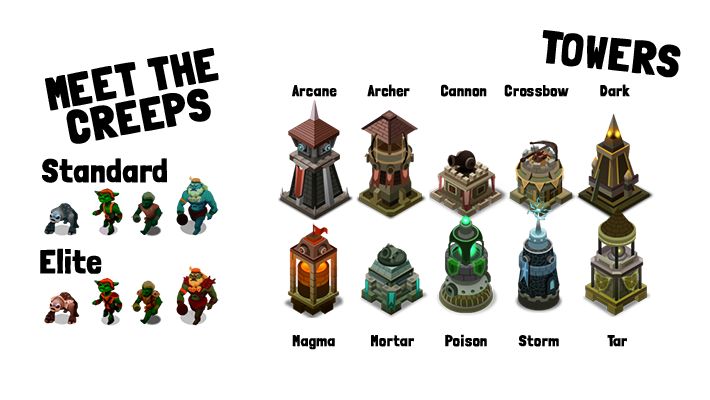 MEET THE
CREEPS
Standard
Elite
TOWERS
Arcane Archer Cannon Crossbow Dark
Magma Mortar Poison Storm Tar